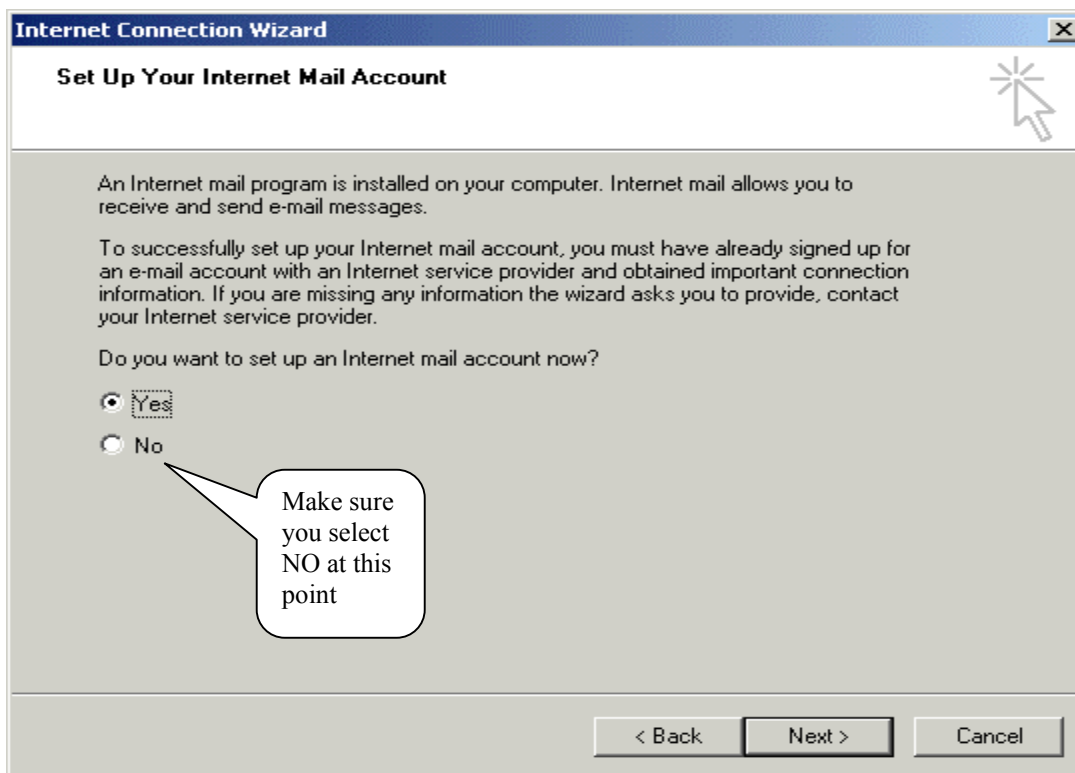 Internet Connection Wizard
Set Up Your Internet Mail Account
An Internet mail program is installed on your computer. Internet mail allows you to
receive and send e-mail messages.
To successfully set up your Internet mail account, you must have already signed up for
an e-mail account with an Internet service provider and obtained important connection
information. If you are missing any information the wizard asks you to provide, contact
your Internet service provider.
Do you want to set up an Internet mail account now?
Yes
No
Make sure
you select
NO at this
point
< Back
Next >
Cancel